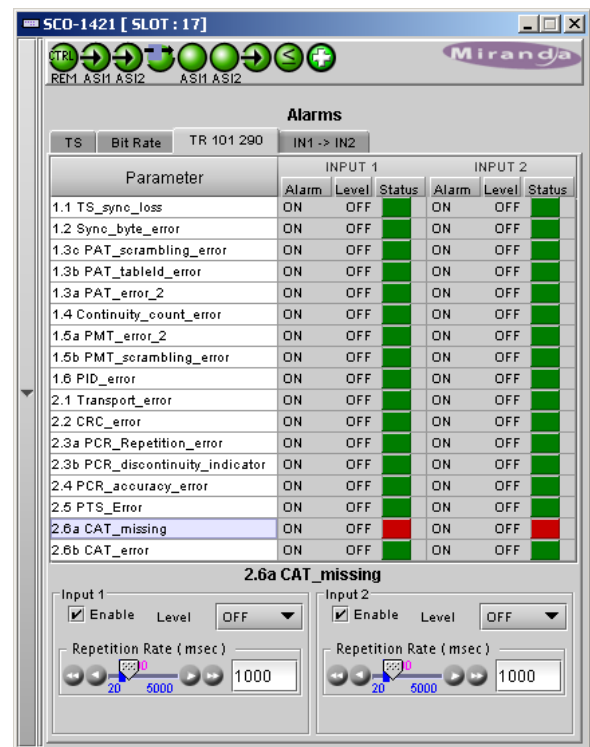 SCO-1421 [ SLOT : 17]
CTRL
REM ASI1 ASI2 ASI1 ASI2
Miranda
Alarms
TS Bit Rate TR 101 290 IN1 -> IN2
Parameter INPUT 1 INPUT 2
Alarm Level Status Alarm Level Status
1.1 TS_sync_loss ON OFF ON OFF
1.2 Sync_byte_error ON OFF ON OFF
1.3c PAT_scrambling_error ON OFF ON OFF
1.3b PAT_tableId_error ON OFF ON OFF
1.3a PAT_error_2 ON OFF ON OFF
1.4 Continuity_count_error ON OFF ON OFF
1.5a PMT_error_2 ON OFF ON OFF
1.5b PMT_scrambling_error ON OFF ON OFF
1.6 PID_error ON OFF ON OFF
2.1 Transport_error ON OFF ON OFF
2.2 CRC_error ON OFF ON OFF
2.3a PCR_Repetition_error ON OFF ON OFF
2.3b PCR_discontinuity_indicator ON OFF ON OFF
2.4 PCR_accuracy_error ON OFF ON OFF
2.5 PTS_Error ON OFF ON OFF
2.6a CAT_missing ON OFF ON OFF
2.6b CAT_error ON OFF ON OFF
2.6a CAT_missing
Input 1 Input 2
Enable Level OFF Enable Level OFF
Repetition Rate ( msec ) Repetition Rate ( msec )
1000 1000
20 5000 20 5000